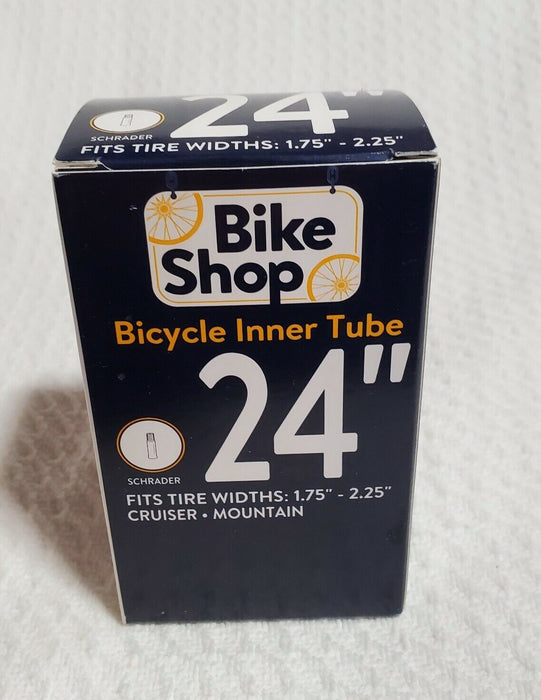 24"
SCHRADER
FITS TIRE WIDTHS: 1.75" - 2.25"
Bike
Shop
Bicycle Inner Tube
24"
SCHRADER
FITS TIRE WIDTHS: 1.75" - 2.25"
CRUISER • MOUNTAIN